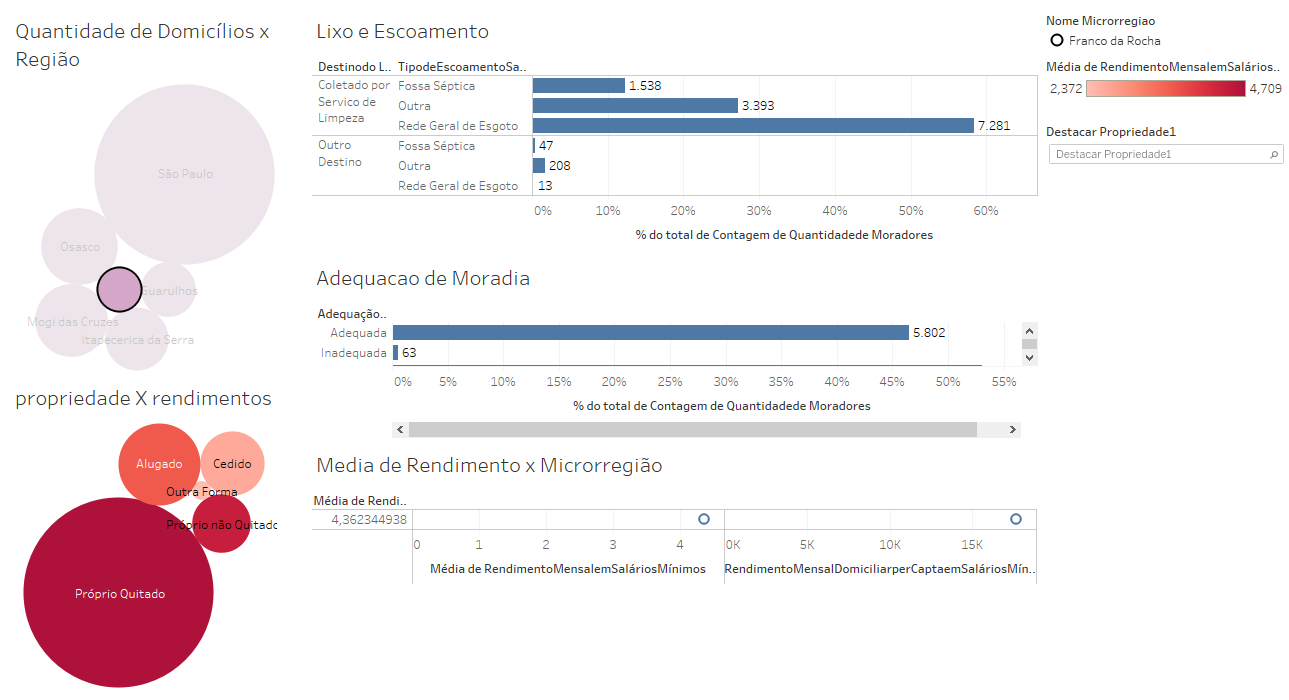 Quantidade de Domicílios x
Região
São Paulo
Osasco
Guarulhos
Mogi das Cruzes
Itapecerica da Serra
propriedade X rendimentos
Alugado
Cedido
Outra Forma
Próprio não Quitado
Próprio Quitado
Lixo e Escoamento
Destinodo L.. TipodeEscoamentoSa..
Coletado por
Servico de
Limpeza
Fossa Séptica 1.538
Outra 3.393
Rede Geral de Esgoto 7.281
Outro
Destino
Fossa Séptica 47
Outra 208
Rede Geral de Esgoto 13
0% 10% 20% 30% 40% 50% 60%
% do total de Contagem de Quantidadede Moradores
Adequacao de Moradia
Adequação..
Adequada 5.802
Inadequada 63
0% 5% 10% 15% 20% 25% 30% 35% 40% 45% 50% 55%
% do total de Contagem de Quantidadede Moradores
Media de Rendimento x Microrregião
Média de Rendi..
4,362344938
0 1 2 3 4 0K 5K 10K 15K
Média de RendimentoMensalemSaláriosMínimos RendimentoMensalDomiciliarperCaptaemSaláriosMín..
Nome Microrregiao
Franco da Rocha
Média de RendimentoMensalemSalários..
2,372 4,709
Destacar Propriedade1
Destacar Propriedade1